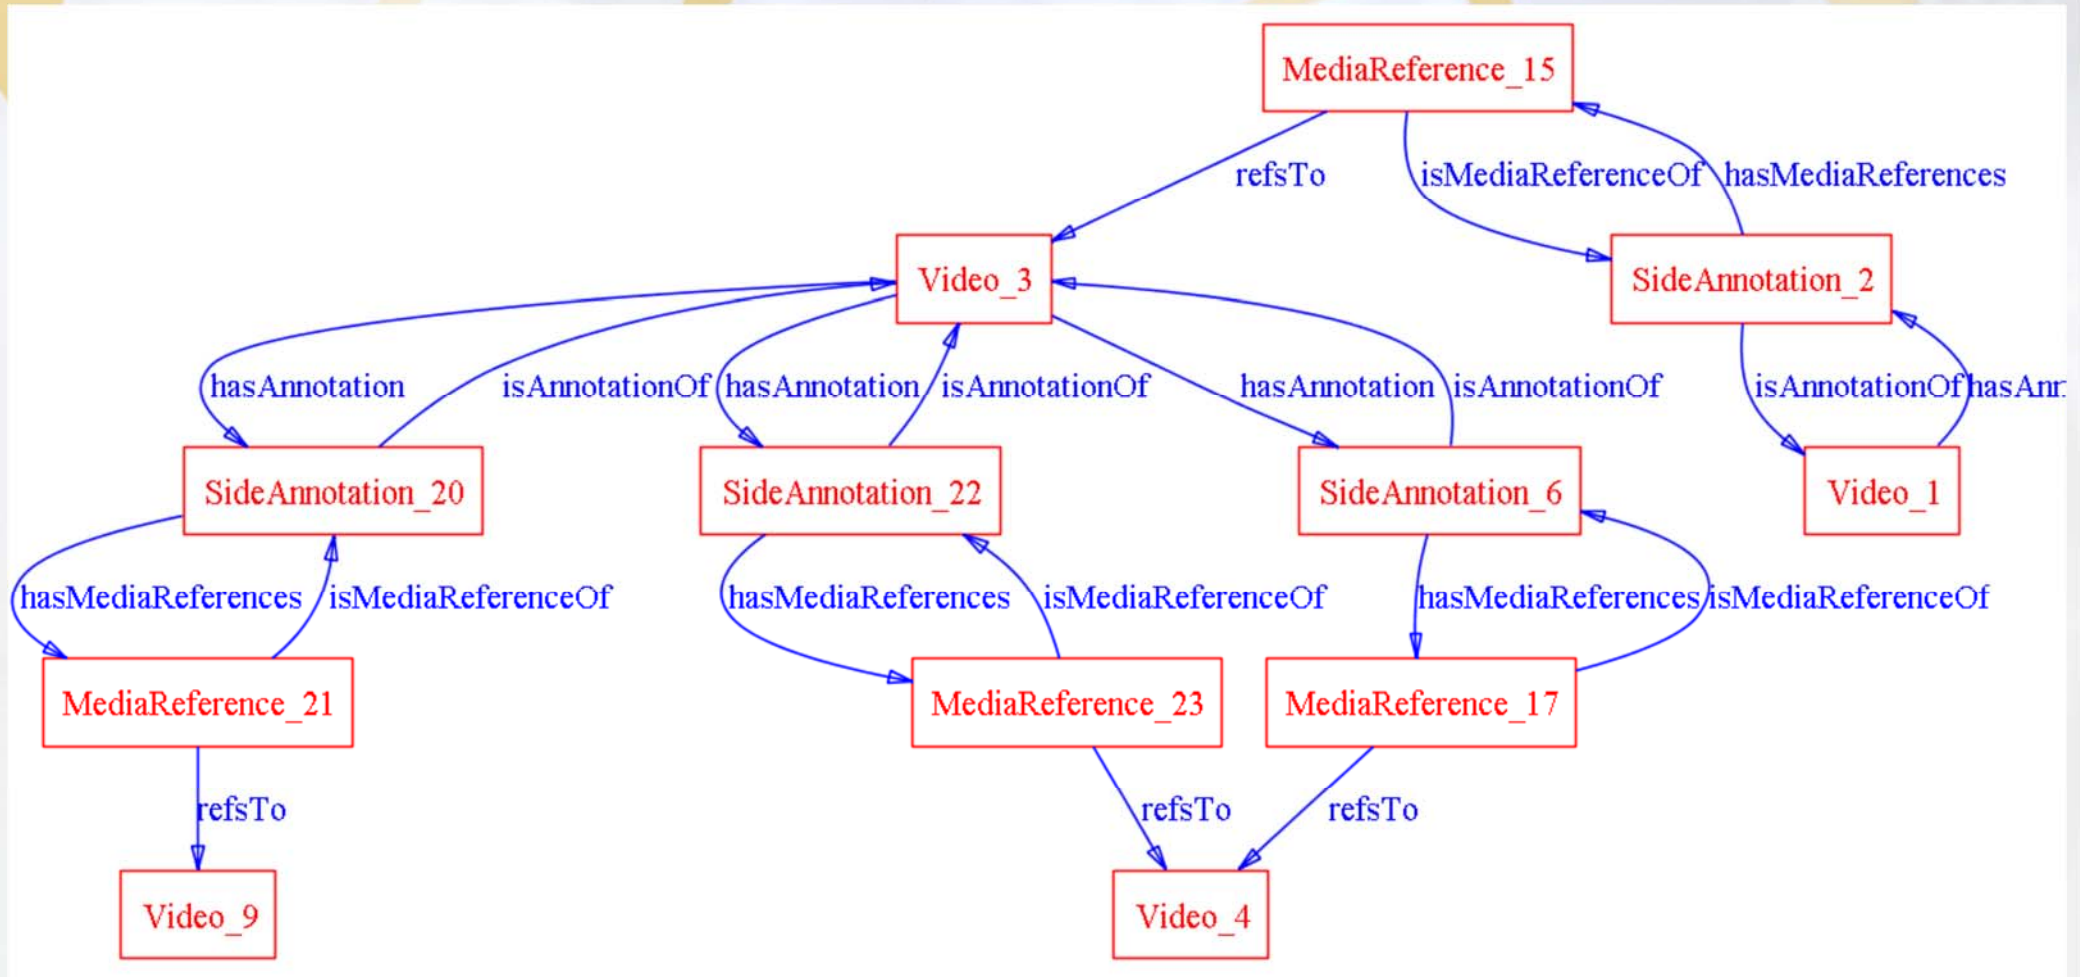 MediaReference_15
refsTo
isMediaReferenceOf
hasMediaReferences
Video_3
SideAnnotation_2
hasAnnotation
isAnnotationOf
hasAnnotation
isAnnotationOf
hasAnnotation
isAnnotationOf
isAnnotationOf
hasAnn
SideAnnotation_20
SideAnnotation_22
SideAnnotation_6
Video_1
hasMediaReferences
isMediaReferenceOf
hasMediaReferences
isMediaReferenceOf
hasMediaReferences
isMediaReferenceOf
MediaReference_21
MediaReference_23
MediaReference_17
refsTo
refsTo
refsTo
Video_9
Video_4